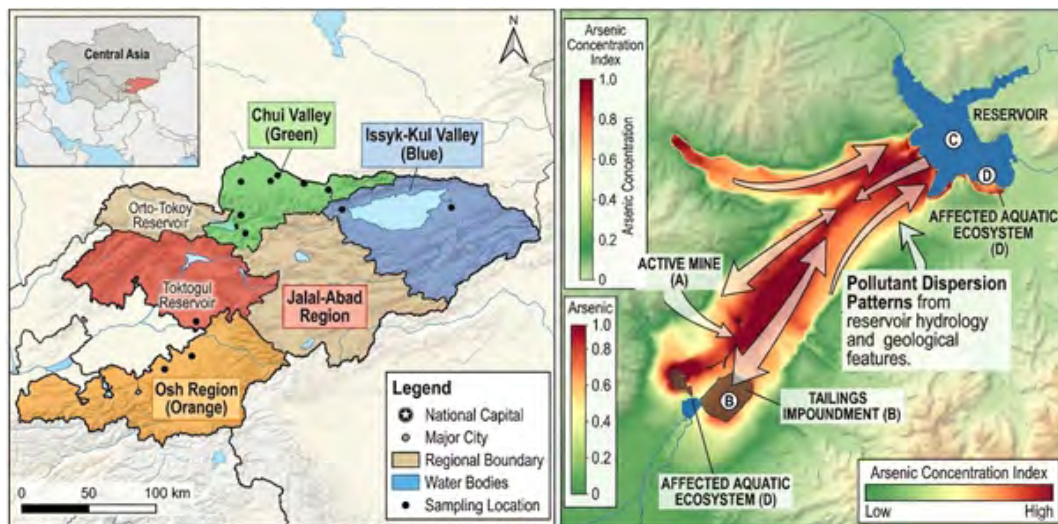 Central Asia
N
Chui Valley
(Green)
Issyk-Kul Valley
(Blue)
Orto-Tokoy
Reservoir
Toktogul
Reservoir
Jalal-Abad
Region
Osh Region
(Orange)
Legend
National Capital
Major City
Regional Boundary
Water Bodies
Sampling Location
0 50 100 km
Arsenic
Concentration
Index
1.0
0.8
0.6
0.4
0.2
0
Arsenic Concentration
N
RESERVOIR
C
D
AFFECTED AQUATIC
ECOSYSTEM
(D)
ACTIVE MINE
(A)
Pollutant Dispersion
Patterns from
reservoir hydrology
and geological
features.
Arsenic
1.0
0.8
0.6
0.4
0
TAILINGS
IMPOUNDMENT (B)
B
AFFECTED AQUATIC
ECOSYSTEM (D)
Arsenic Concentration Index
Low High